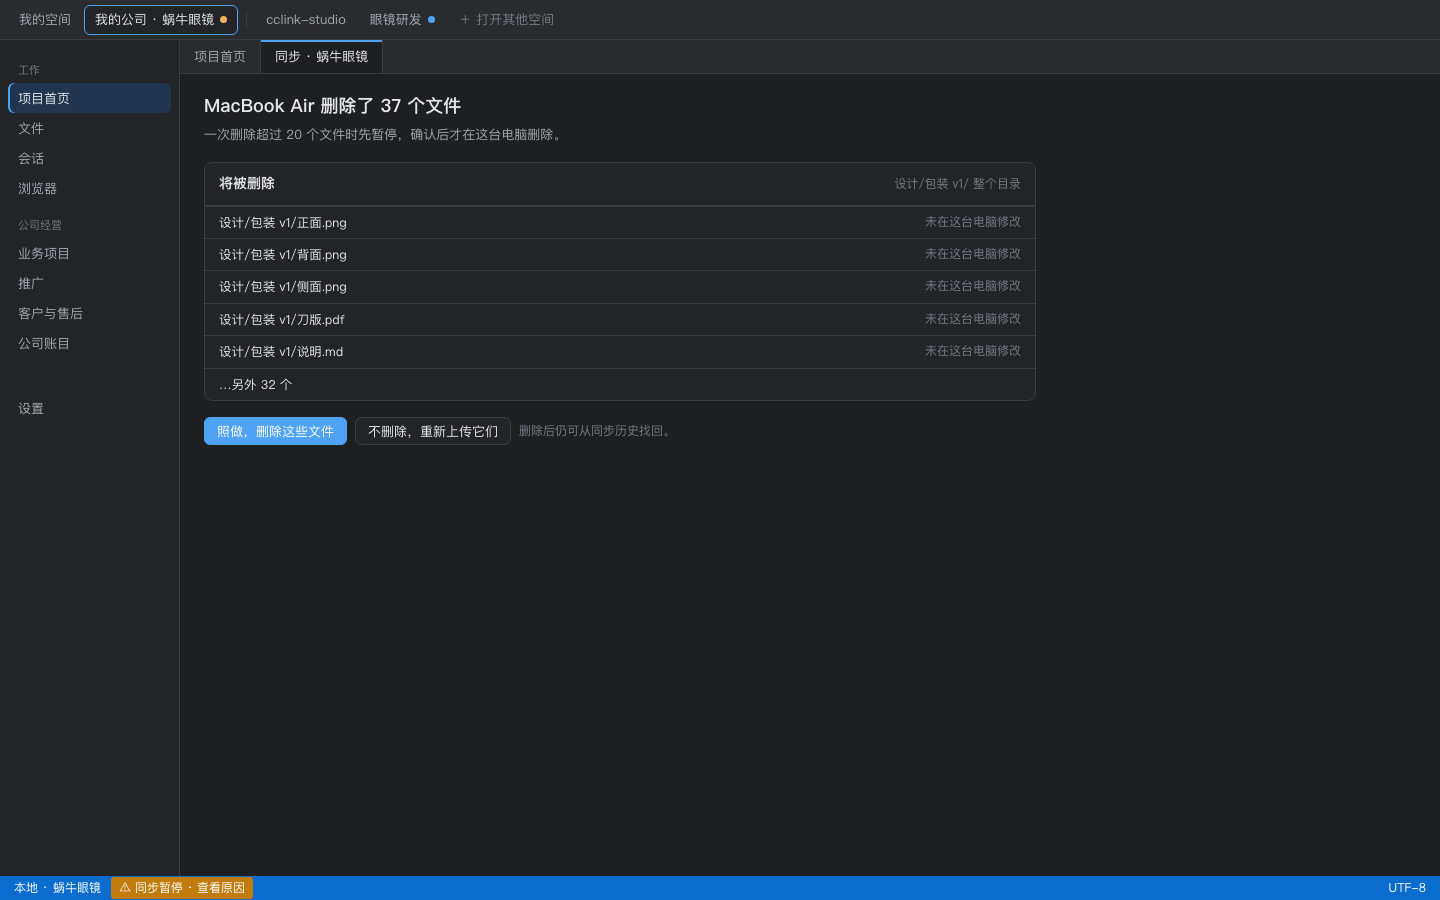 我的空间
我的公司 · 蜗牛眼镜
cclink-studio
眼镜研发
+ 打开其他空间
工作
项目首页
文件
会话
浏览器
公司经营
业务项目
推广
客户与售后
公司账目
设置
项目首页
同步 · 蜗牛眼镜
MacBook Air 删除了 37 个文件
一次删除超过 20 个文件时先暂停，确认后才在这台电脑删除。
将被删除
设计/包装 v1/ 整个目录
设计/包装 v1/正面.png
未在这台电脑修改
设计/包装 v1/背面.png
未在这台电脑修改
设计/包装 v1/侧面.png
未在这台电脑修改
设计/包装 v1/刀版.pdf
未在这台电脑修改
设计/包装 v1/说明.md
未在这台电脑修改
…另外 32 个
照做，删除这些文件
不删除，重新上传它们
删除后仍可从同步历史找回。
本地 · 蜗牛眼镜
⚠ 同步暂停 · 查看原因
UTF-8